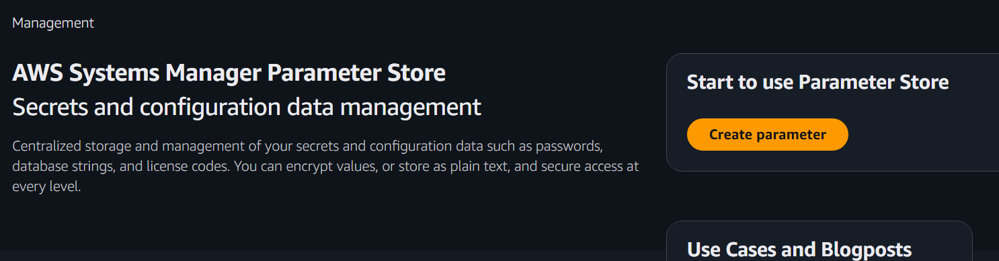 Management
AWS Systems Manager Parameter Store
Secrets and configuration data management
Centralized storage and management of your secrets and configuration data such as passwords,
database strings, and license codes. You can encrypt values, or store as plain text, and secure access at
every level.
Start to use Parameter Store
Create parameter
Use Cases and Blogposts